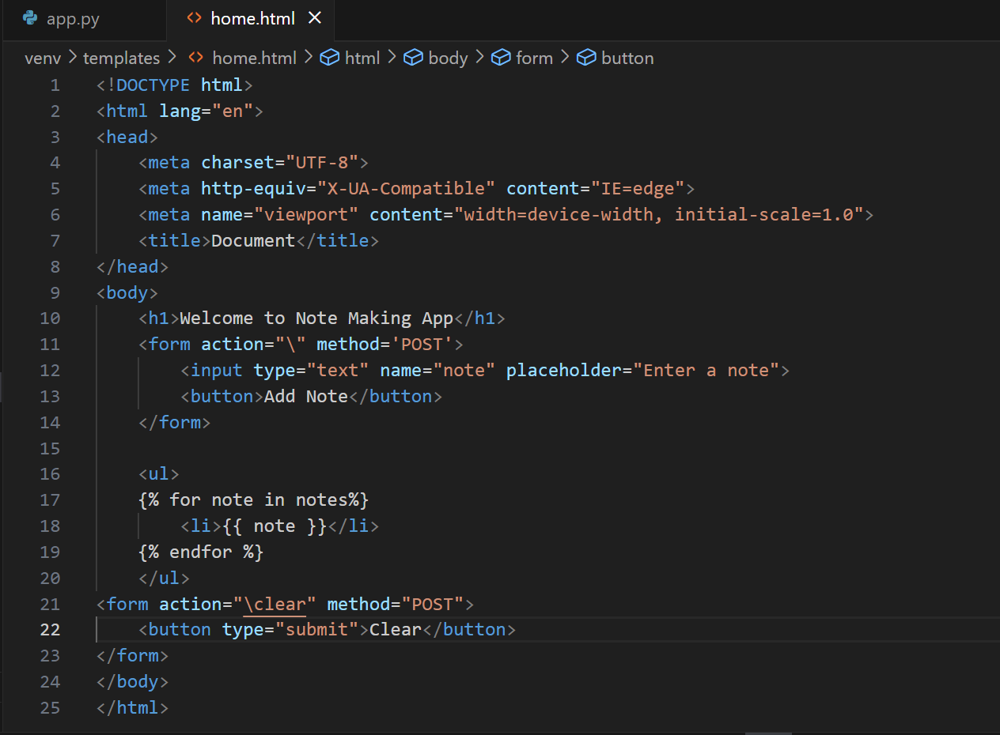 app.py home.html
venv > templates > home.html > html > body > form > button
1 <!DOCTYPE html>
2 <html lang="en">
3 <head>
4     <meta charset="UTF-8">
5     <meta http-equiv="X-UA-Compatible" content="IE=edge">
6     <meta name="viewport" content="width=device-width, initial-scale=1.0">
7     <title>Document</title>
8 </head>
9 <body>
10     <h1>Welcome to Note Making App</h1>
11     <form action="\" method='POST'>
12         <input type="text" name="note" placeholder="Enter a note">
13         <button>Add Note</button>
14     </form>
15
16     <ul>
17     {% for note in notes%}
18         <li>{{ note }}</li>
19     {% endfor %}
20     </ul>
21 <form action="\clear" method="POST">
22     <button type="submit">Clear</button>
23 </form>
24 </body>
25 </html>